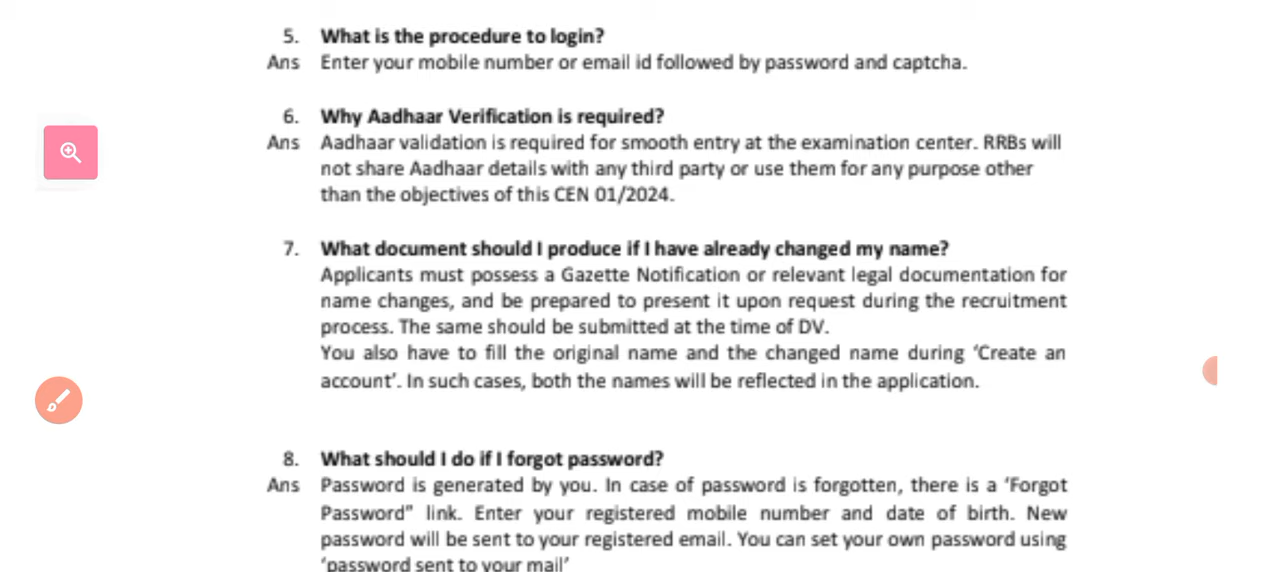 5. What is the procedure to login?
Ans Enter your mobile number or email id followed by password and captcha.
6. Why Aadhaar Verification is required?
Ans Aadhaar validation is required for smooth entry at the examination center. RRBs will
not share Aadhaar details with any third party or use them for any purpose other
than the objectives of this CEN 01/2024.
7. What document should I produce if I have already changed my name?
Applicants must possess a Gazette Notification or relevant legal documentation for
name changes, and be prepared to present it upon request during the recruitment
process. The same should be submitted at the time of DV.
You also have to fill the original name and the changed name during ‘Create an
account’. In such cases, both the names will be reflected in the application.
8. What should I do if I forgot password?
Ans Password is generated by you. In case of password is forgotten, there is a ‘Forgot
Password” link. Enter your registered mobile number and date of birth. New
password will be sent to your registered email. You can set your own password using
‘password sent to your mail’